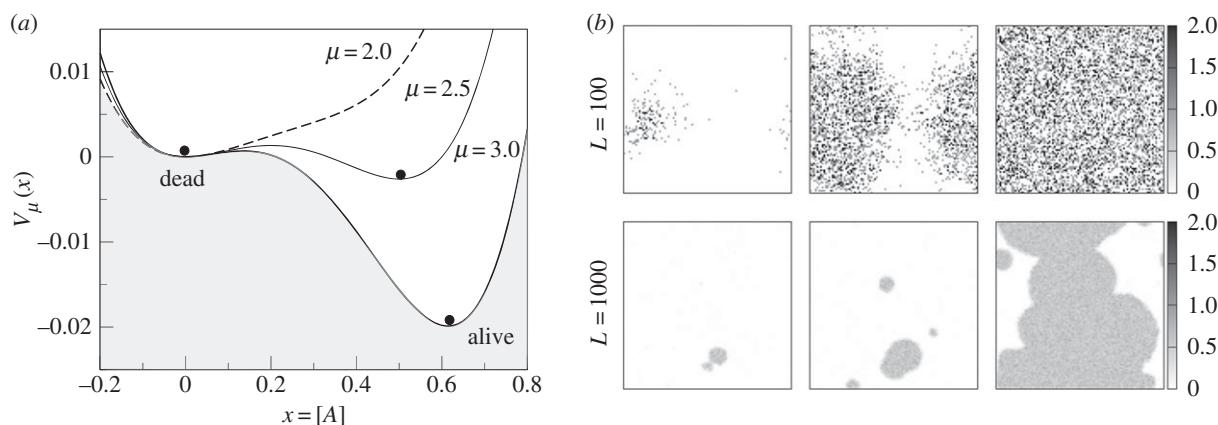 (a)
0.01
0
–0.01
–0.02
V_μ(x)
μ = 2.0
μ = 2.5
μ = 3.0
dead
alive
–0.2
0
0.2
0.4
0.6
0.8
x = [A]
(b)
L = 100
2.0
1.5
1.0
0.5
0
L = 1000
2.0
1.5
1.0
0.5
0